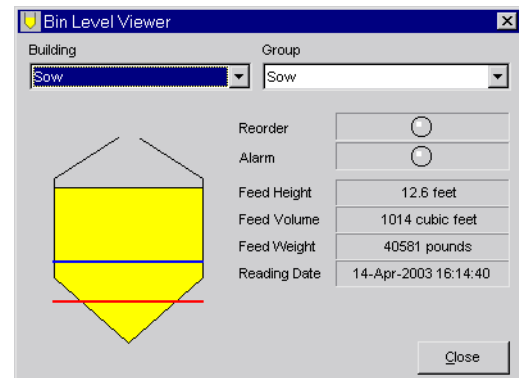 Bin Level Viewer
Building Group
Sow Sow
Reorder
Alarm
Feed Height 12.6 feet
Feed Volume 1014 cubic feet
Feed Weight 40581 pounds
Reading Date 14-Apr-2003 16:14:40
Close